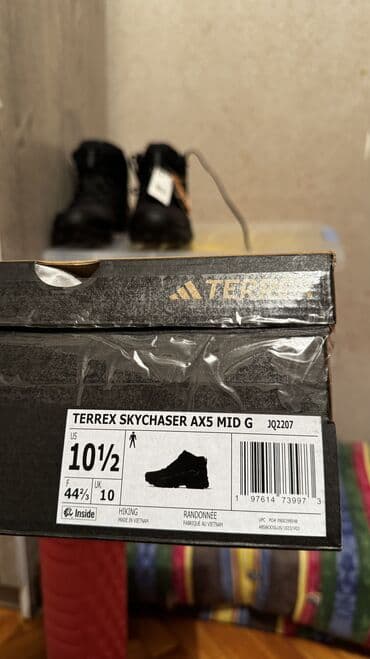 TERREX
TERREX SKYCHASER AX5 MID G JQ2207
US
10½
F
44⅔
UK
10
Inside
HIKING
MADE IN VIETNAM
RANDONNÉE
FABRIQUÉ AU VIETNAM
1 97614 73997 3